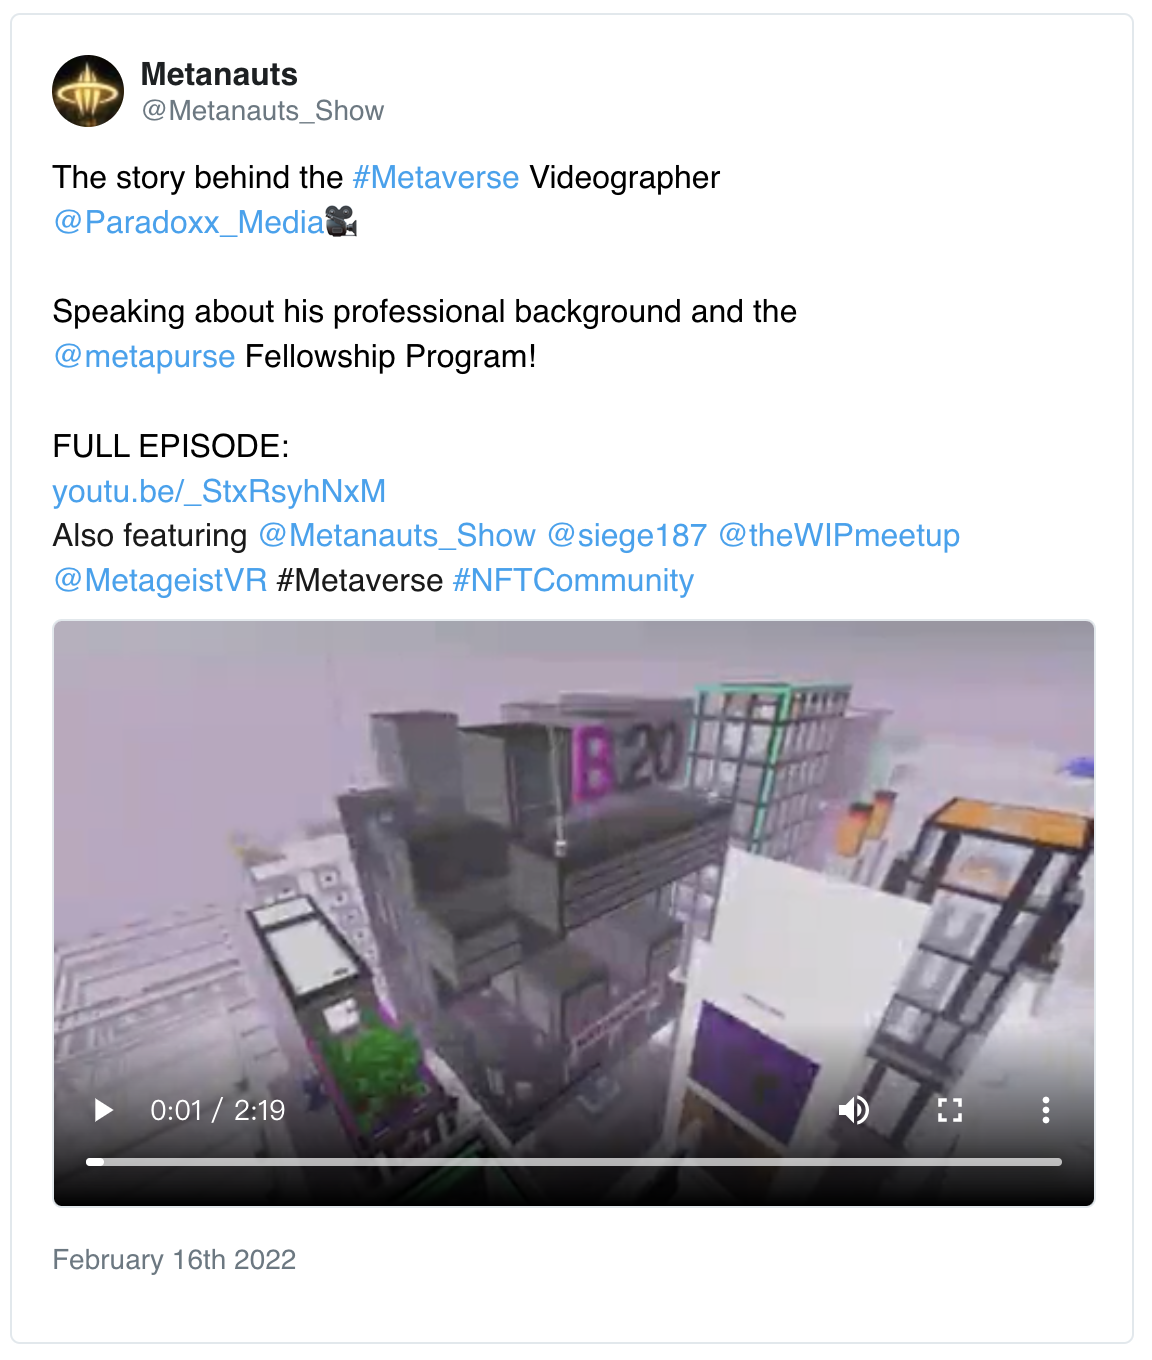 Metanauts
@Metanauts_Show
The story behind the #Metaverse Videographer
@Paradoxx_Media🎥
Speaking about his professional background and the
@metapurse Fellowship Program!
FULL EPISODE:
youtu.be/_StxRsyhNxM
Also featuring @Metanauts_Show @siege187 @theWIPmeetup
@MetageistVR #Metaverse #NFTCommunity
B.20
0:01 / 2:19
February 16th 2022